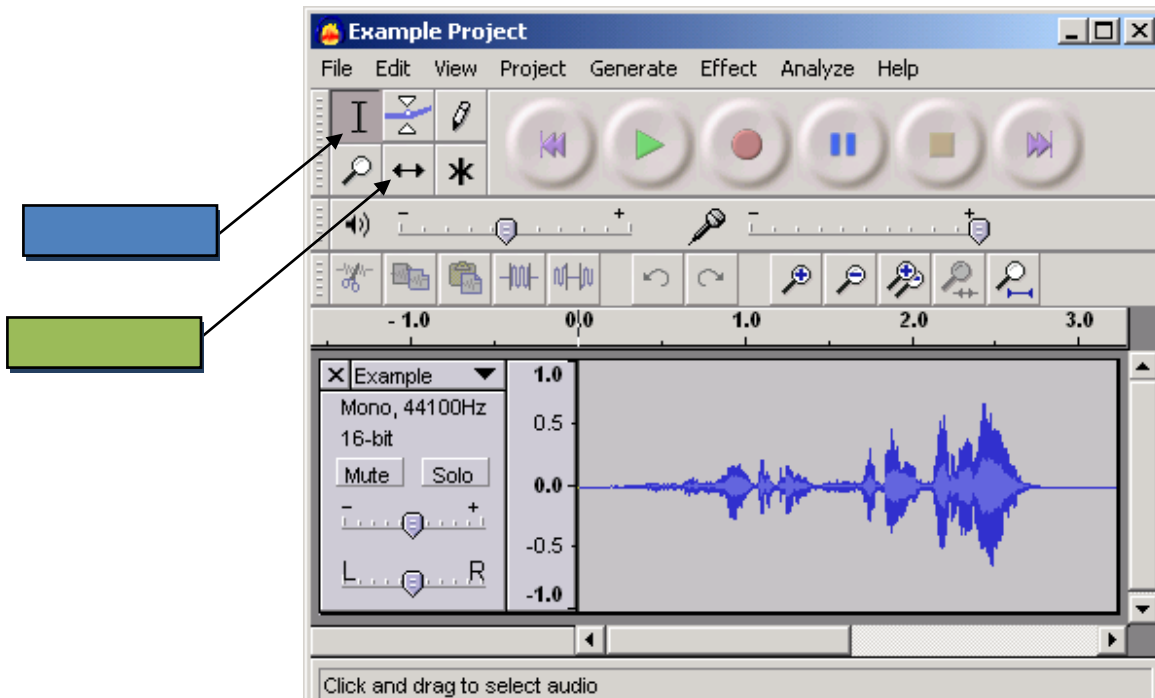 Example Project
File Edit View Project Generate Effect Analyze Help
- +
- +
- 1.0 0.0 1.0 2.0 3.0
X Example
Mono, 44100Hz
16-bit
Mute Solo
- +
L R
1.0
0.5
0.0
-0.5
-1.0
Click and drag to select audio